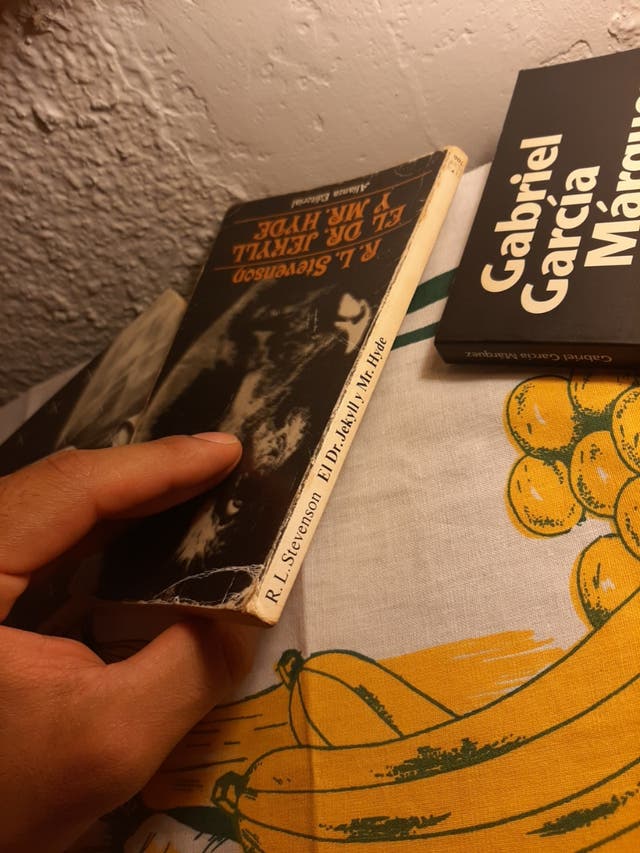 R. L. Stevenson
EL DR. JEKYLL
Y MR. HYDE
Alianza Editorial
R. L. Stevenson El Dr. Jekyll y Mr. Hyde
Gabriel
García
Gabriel García Márquez